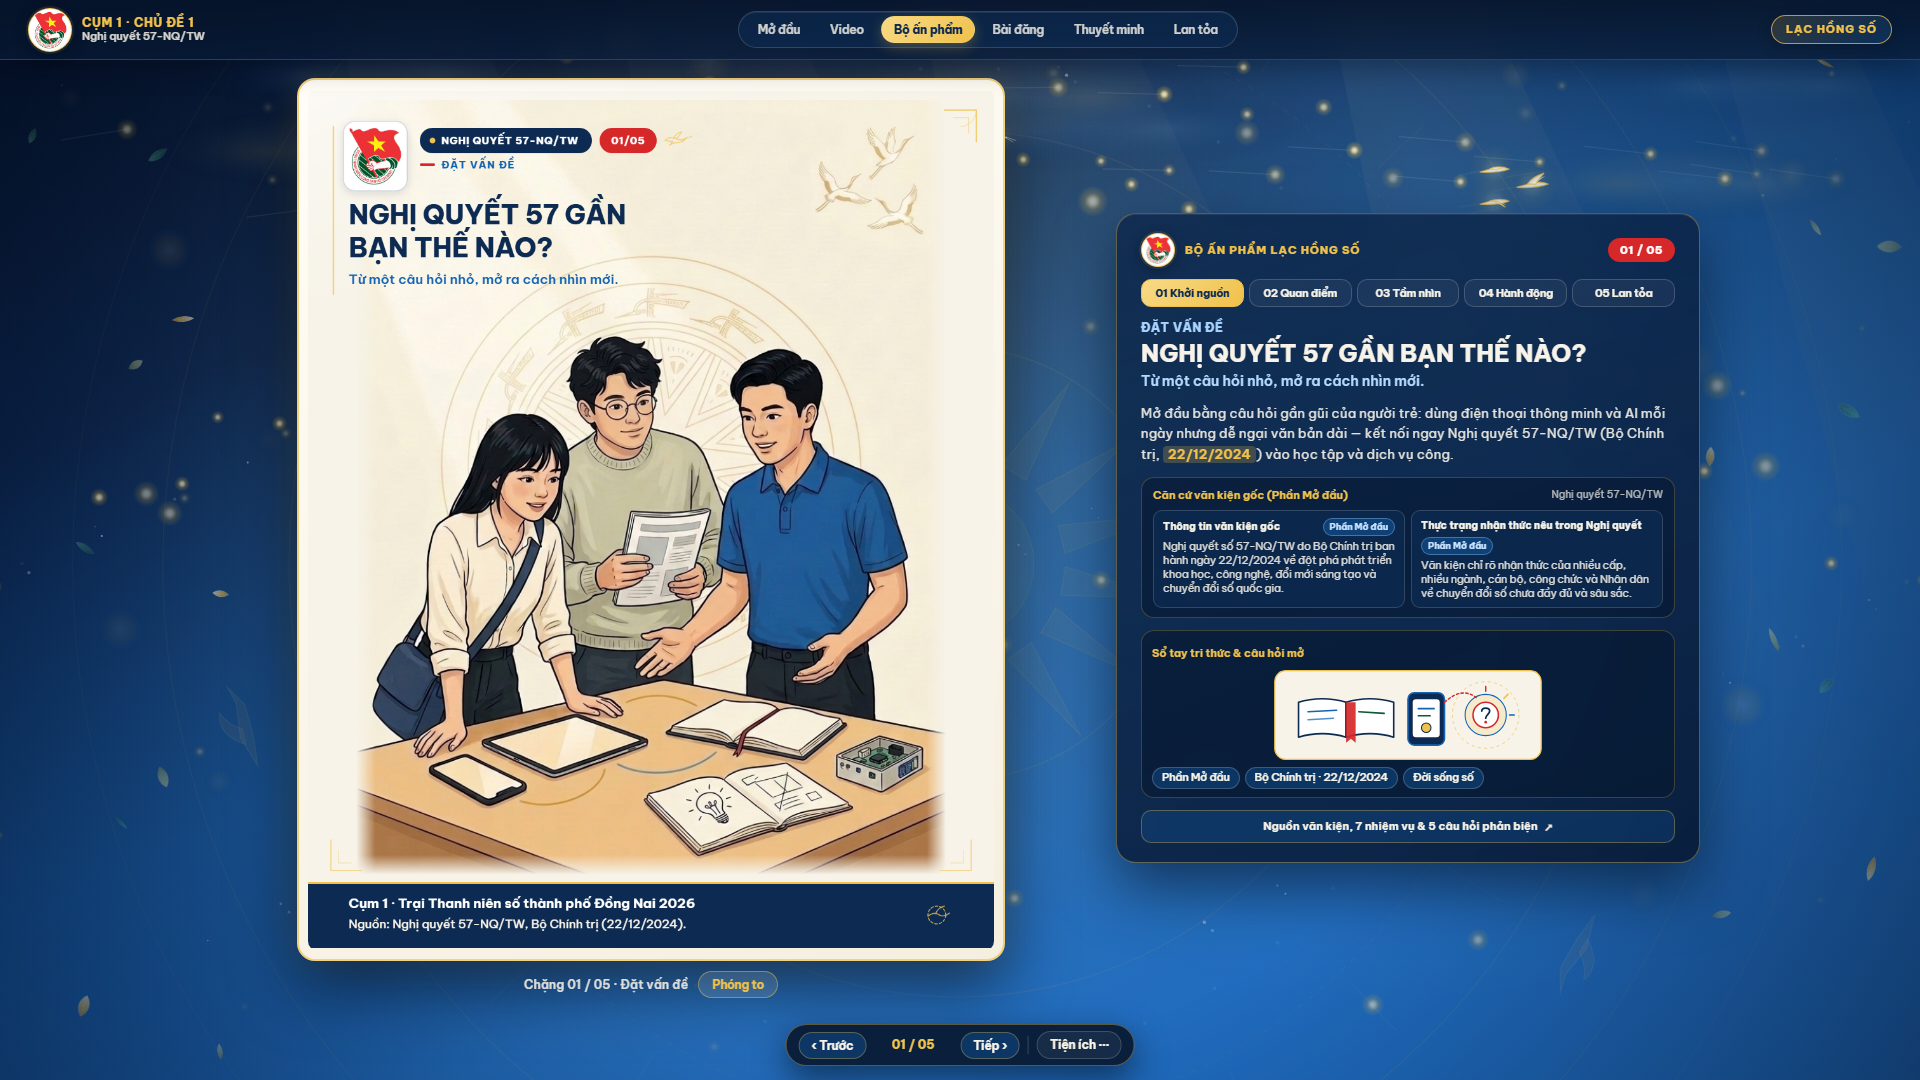 CỤM 1 · CHỦ ĐỀ 1
Nghị quyết 57-NQ/TW
Mở đầu
Video
Bộ ấn phẩm
Bài đăng
Thuyết minh
Lan tỏa
LẠC HỒNG SỐ
NGHỊ QUYẾT 57-NQ/TW
01/05
ĐẶT VẤN ĐỀ
NGHỊ QUYẾT 57 GẦN
BẠN THẾ NÀO?
Từ một câu hỏi nhỏ, mở ra cách nhìn mới.
?
Cụm 1 · Trại Thanh niên số thành phố Đồng Nai 2026
Nguồn: Nghị quyết 57-NQ/TW, Bộ Chính trị (22/12/2024).
Chặng 01 / 05 · Đặt vấn đề
Phóng to
BỘ ẤN PHẨM LẠC HỒNG SỐ
01 / 05
01 Khởi nguồn
02 Quan điểm
03 Tầm nhìn
04 Hành động
05 Lan tỏa
ĐẶT VẤN ĐỀ
NGHỊ QUYẾT 57 GẦN BẠN THẾ NÀO?
Từ một câu hỏi nhỏ, mở ra cách nhìn mới.
Mở đầu bằng câu hỏi gần gũi của người trẻ: dùng điện thoại thông minh và AI mỗi
ngày nhưng dễ ngại văn bản dài — kết nối ngay Nghị quyết 57-NQ/TW (Bộ Chính
trị, 22/12/2024) vào học tập và dịch vụ công.
Căn cứ văn kiện gốc (Phần Mở đầu)
Nghị quyết 57-NQ/TW
Thông tin văn kiện gốc
Phần Mở đầu
Nghị quyết số 57-NQ/TW do Bộ Chính trị ban
hành ngày 22/12/2024 về đột phá phát triển
khoa học, công nghệ, đổi mới sáng tạo và
chuyển đổi số quốc gia.
Thực trạng nhận thức nêu trong Nghị quyết
Phần Mở đầu
Văn kiện chỉ rõ nhận thức của nhiều cấp,
nhiều ngành, cán bộ, công chức và Nhân dân
về chuyển đổi số chưa đầy đủ và sâu sắc.
Sổ tay tri thức & câu hỏi mở
Phần Mở đầu
Bộ Chính trị · 22/12/2024
Đời sống số
Nguồn văn kiện, 7 nhiệm vụ & 5 câu hỏi phản biện ↗
‹ Trước
01 / 05
Tiếp ›
Tiện ích ···